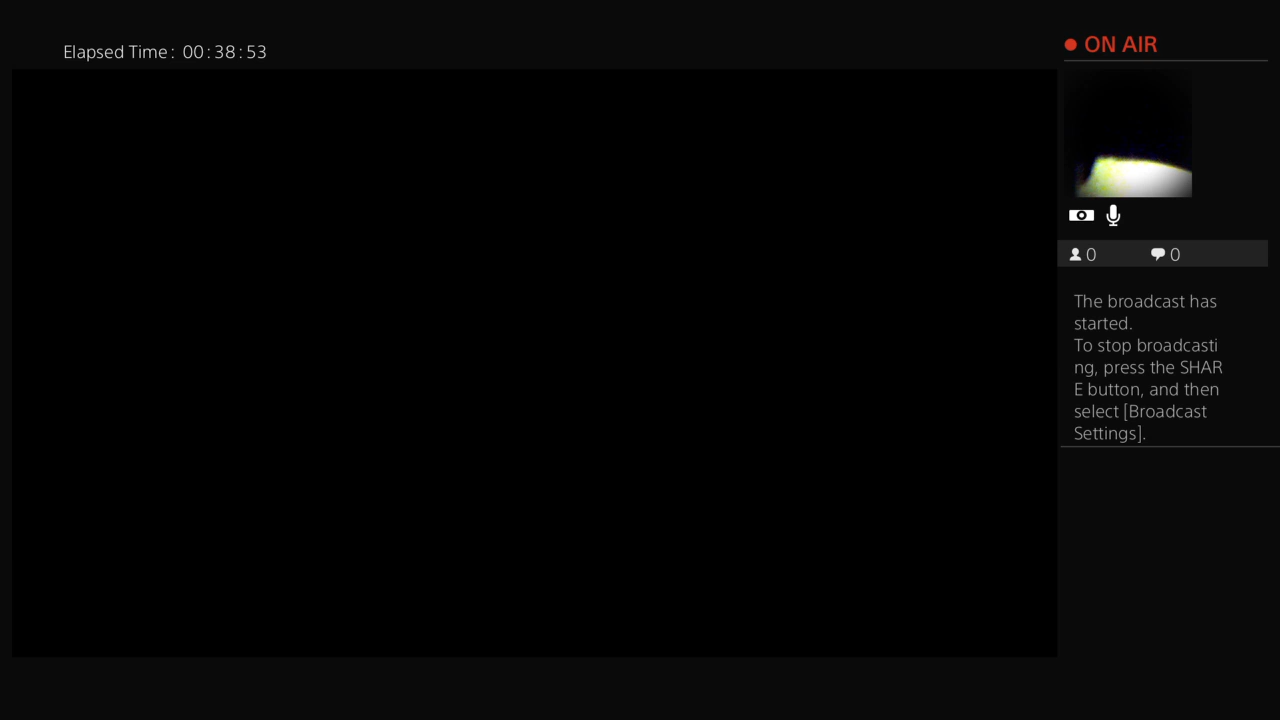 Elapsed Time: 00:38:53
ON AIR
0
0
The broadcast has
started.
To stop broadcasti
ng, press the SHAR
E button, and then
select [Broadcast
Settings].